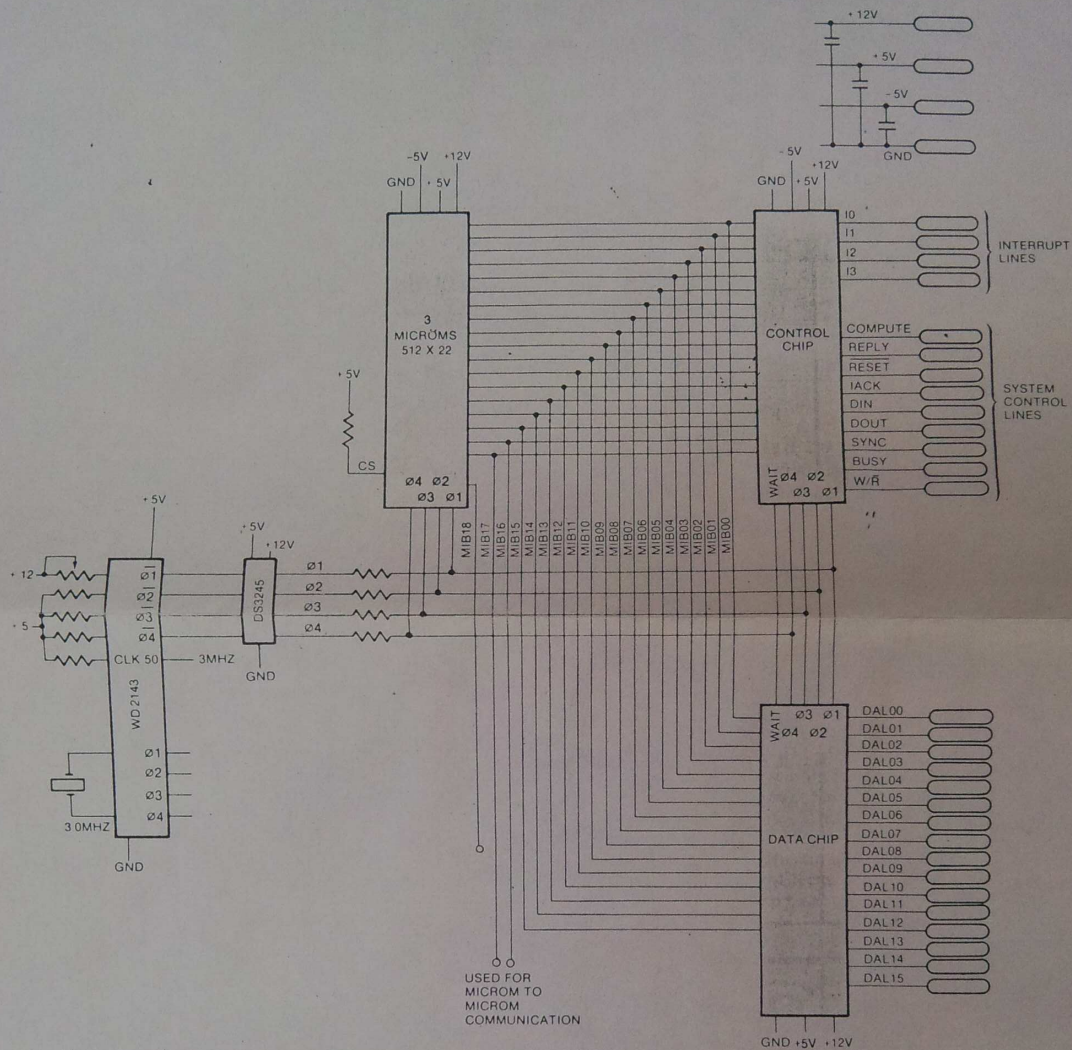 +12V
+5V
-5V
GND
-5V +12V
GND +5V
-5V
+12V
GND +5V
I0
I1
I2
I3
INTERRUPT
LINES
3
MICROMS
512 X 22
CONTROL
CHIP
COMPUTE
REPLY
RESET
IACK
DIN
DOUT
SYNC
BUSY
W/R̅
SYSTEM
CONTROL
LINES
+5V
CS
Ø4 Ø2
Ø3 Ø1
WAIT
Ø4 Ø2
Ø3 Ø1
MIB18
MIB17
MIB16
MIB15
MIB14
MIB13
MIB12
MIB11
MIB10
MIB09
MIB08
MIB07
MIB06
MIB05
MIB04
MIB03
MIB02
MIB01
MIB00
+5V
+5V
+12V
+12
+5
Ø1
Ø2
Ø3
Ø4
CLK 50
3MHZ
WD2143
DS3245
GND
Ø1
Ø2
Ø3
Ø4
Ø1
Ø2
Ø3
Ø4
3.0MHZ
GND
WAIT
Ø3 Ø1
Ø4 Ø2
DATA CHIP
DAL00
DAL01
DAL02
DAL03
DAL04
DAL05
DAL06
DAL07
DAL08
DAL09
DAL10
DAL11
DAL12
DAL13
DAL14
DAL15
GND +5V +12V
USED FOR
MICROM TO
MICROM
COMMUNICATION